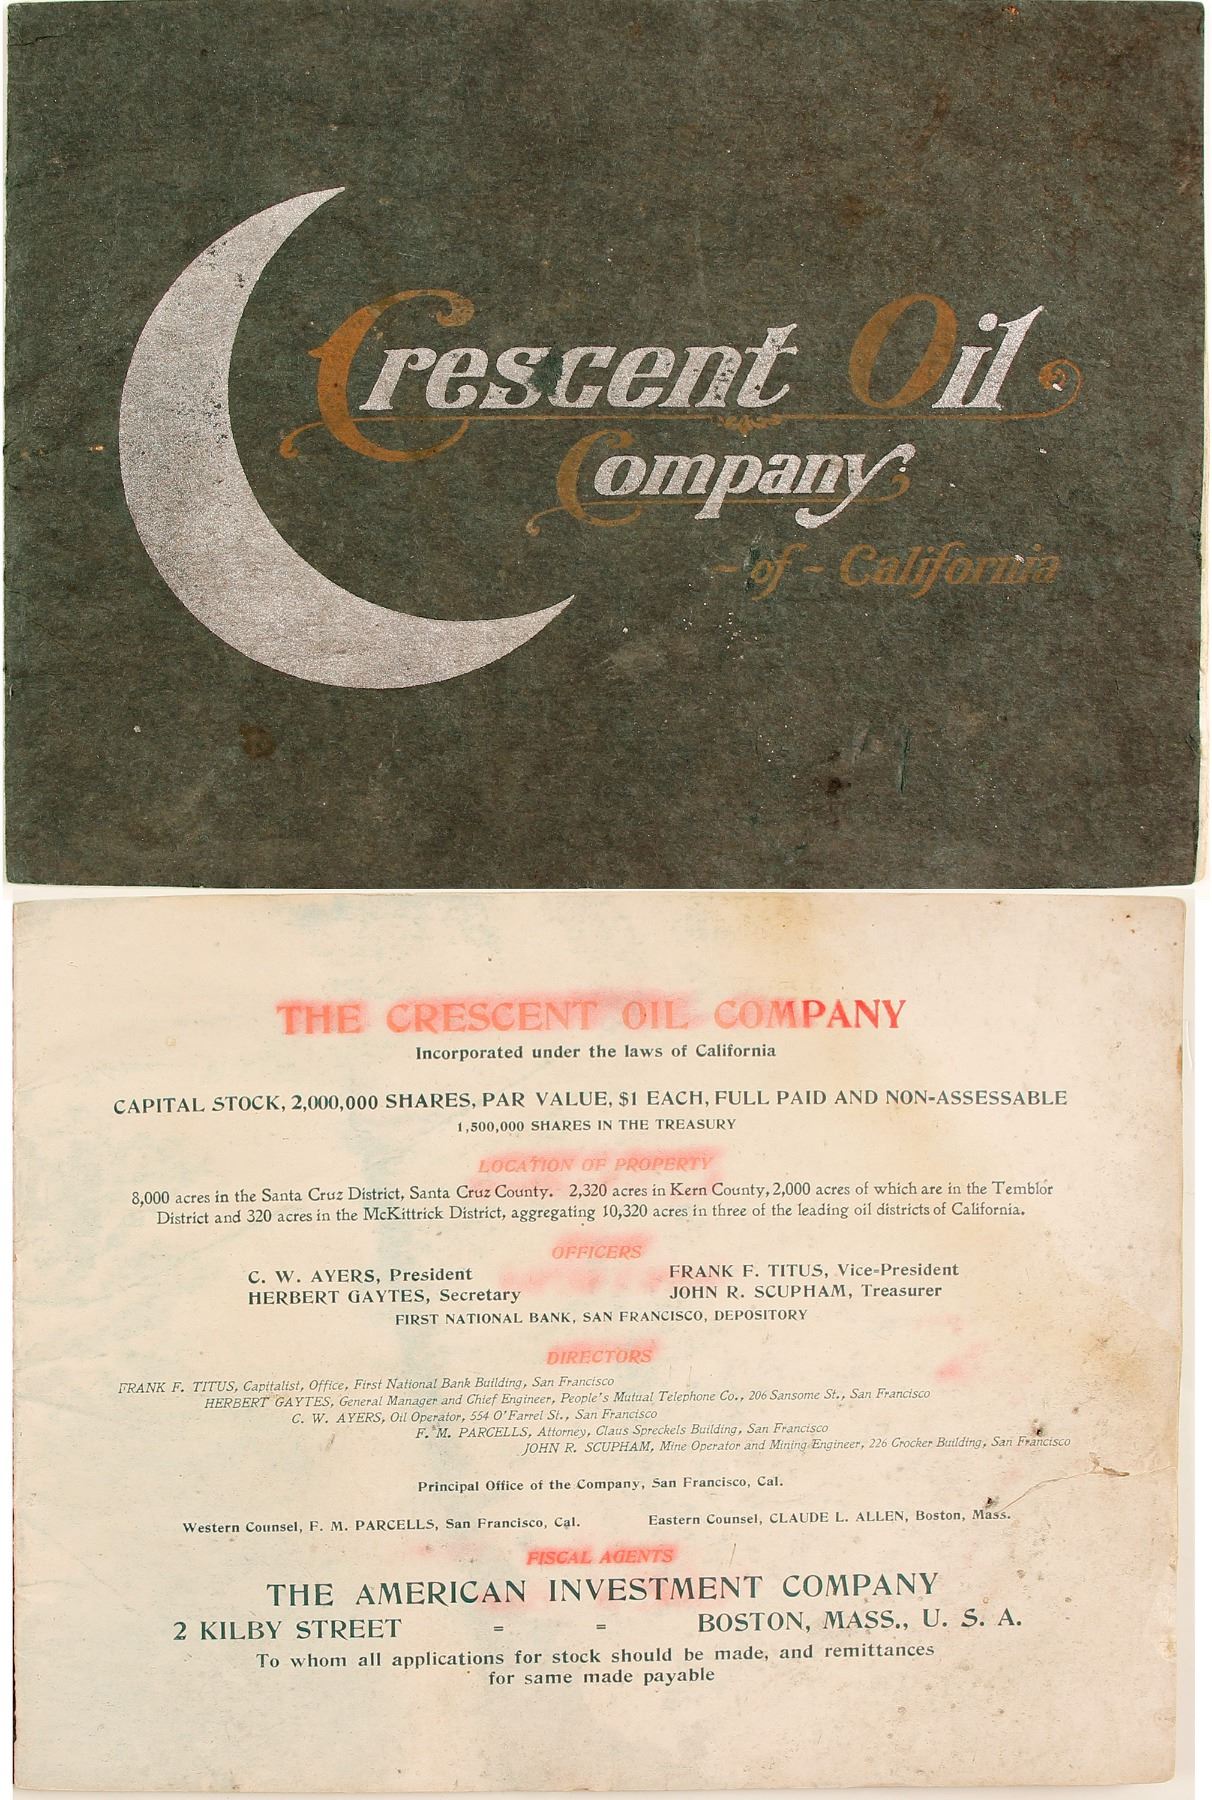 Crescent Oil
Company
- of - California
THE CRESCENT OIL COMPANY
Incorporated under the laws of California
CAPITAL STOCK, 2,000,000 SHARES, PAR VALUE, $1 EACH, FULL PAID AND NON-ASSESSABLE
1,500,000 SHARES IN THE TREASURY
LOCATION OF PROPERTY
8,000 acres in the Santa Cruz District, Santa Cruz County. 2,320 acres in Kern County, 2,000 acres of which are in the Temblor
District and 320 acres in the McKittrick District, aggregating 10,320 acres in three of the leading oil districts of California.
OFFICERS
C. W. AYERS, President FRANK F. TITUS, Vice-President
HERBERT GAYTES, Secretary JOHN R. SCUPHAM, Treasurer
FIRST NATIONAL BANK, SAN FRANCISCO, DEPOSITORY
DIRECTORS
FRANK F. TITUS, Capitalist, Office, First National Bank Building, San Francisco
HERBERT GAYTES, General Manager and Chief Engineer, People's Mutual Telephone Co., 206 Sansome St., San Francisco
C. W. AYERS, Oil Operator, 554 O'Farrel St., San Francisco
F. M. PARCELLS, Attorney, Claus Spreckels Building, San Francisco
JOHN R. SCUPHAM, Mine Operator and Mining Engineer, 226 Crocker Building, San Francisco
Principal Office of the Company, San Francisco, Cal.
Western Counsel, F. M. PARCELLS, San Francisco, Cal. Eastern Counsel, CLAUDE L. ALLEN, Boston, Mass.
FISCAL AGENTS
THE AMERICAN INVESTMENT COMPANY
2 KILBY STREET = = BOSTON, MASS., U. S. A.
To whom all applications for stock should be made, and remittances
for same made payable